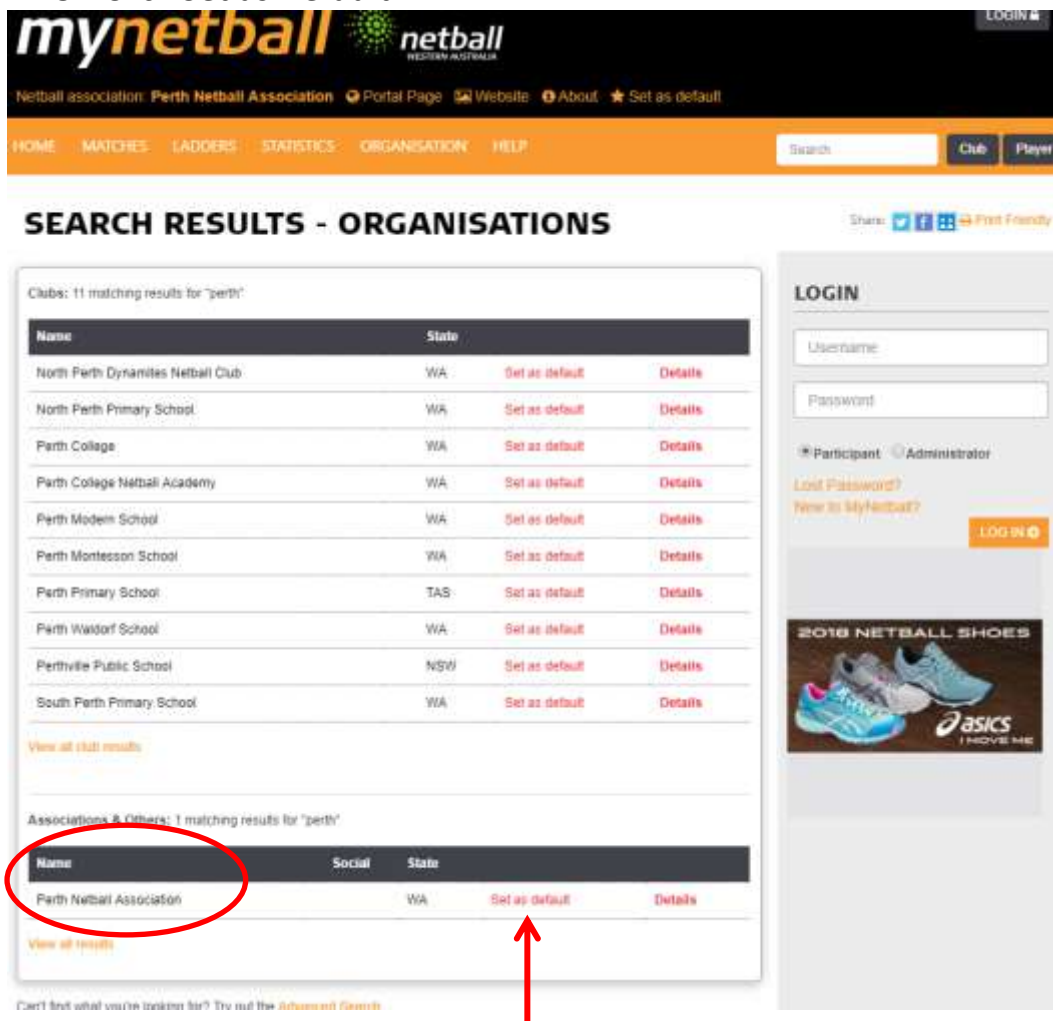 mynetball netball
WESTERN AUSTRALIA
LOGIN
Netball association: Perth Netball Association Portal Page Website About Set as default
HOME MATCHES LADDERS STATISTICS ORGANISATION HELP Search Club Player
SEARCH RESULTS - ORGANISATIONS
Share: Print Friendly
Clubs: 11 matching results for "perth"
Name State
North Perth Dynamites Netball Club WA Set as default Details
North Perth Primary School WA Set as default Details
Perth College WA Set as default Details
Perth College Netball Academy WA Set as default Details
Perth Modern School WA Set as default Details
Perth Montessori School WA Set as default Details
Perth Primary School TAS Set as default Details
Perth Waldorf School WA Set as default Details
Perthville Public School NSW Set as default Details
South Perth Primary School WA Set as default Details
View all club results
Associations & Others: 1 matching results for "perth"
Name Social State
Perth Netball Association WA Set as default Details
View all results
Can't find what you're looking for? Try out the Advanced Search
LOGIN
Username
Password
Participant Administrator
Lost Password?
New to MyNetball?
LOG IN
2018 NETBALL SHOES
asics
I MOVE ME